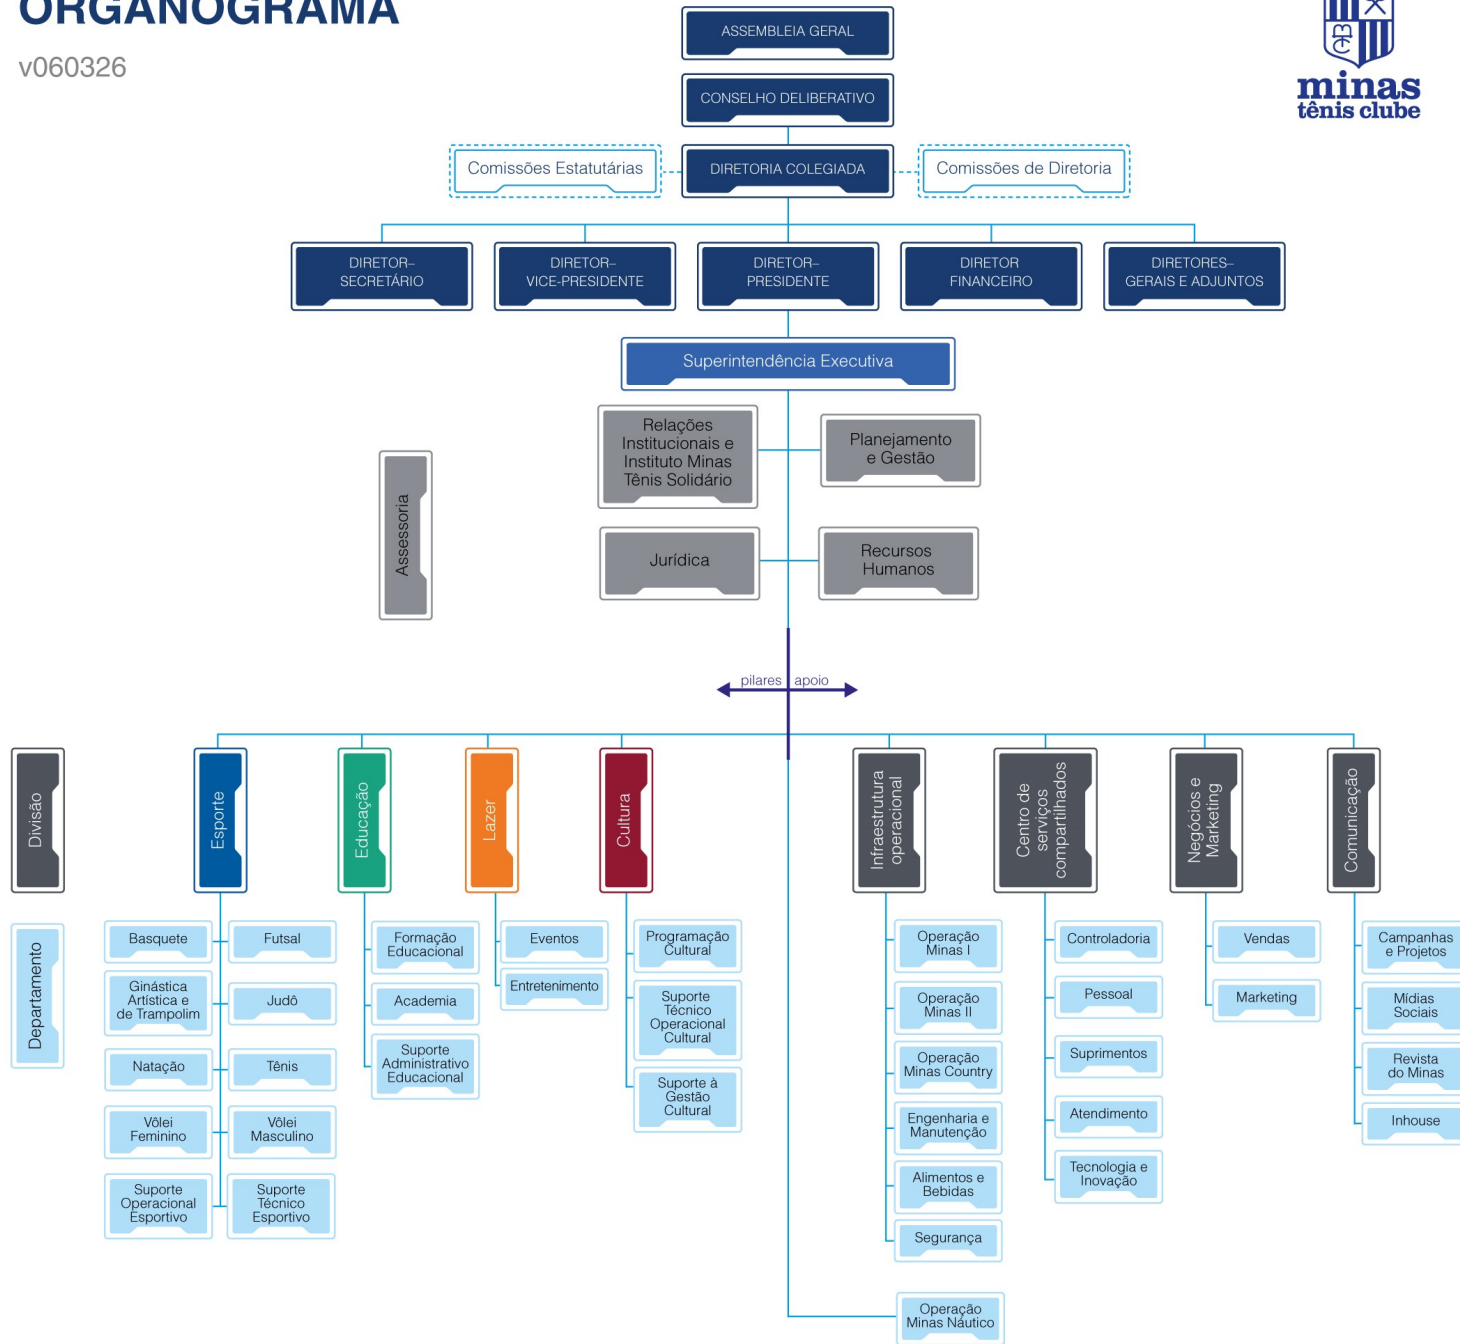 ORGANOGRAMA
v060326
minas
tênis clube
ASSEMBLEIA GERAL
CONSELHO DELIBERATIVO
Comissões Estatutárias
DIRETORIA COLEGIADA
Comissões de Diretoria
DIRETOR–
SECRETÁRIO
DIRETOR–
VICE-PRESIDENTE
DIRETOR–
PRESIDENTE
DIRETOR
FINANCEIRO
DIRETORES–
GERAIS E ADJUNTOS
Superintendência Executiva
Assessoria
Relações
Institucionais e
Instituto Minas
Tênis Solidário
Planejamento
e Gestão
Jurídica
Recursos
Humanos
pilares
apoio
Divisão
Esporte
Educação
Lazer
Cultura
Infraestrutura
operacional
Centro de
serviços
compartilhados
Negócios e
Marketing
Comunicação
Departamento
Basquete
Futsal
Ginástica
Artística e
de Trampolim
Judô
Natação
Tênis
Vôlei
Feminino
Vôlei
Masculino
Suporte
Operacional
Esportivo
Suporte
Técnico
Esportivo
Formação
Educacional
Academia
Suporte
Administrativo
Educacional
Eventos
Entretenimento
Programação
Cultural
Suporte
Técnico
Operacional
Cultural
Suporte à
Gestão
Cultural
Operação
Minas I
Operação
Minas II
Operação
Minas Country
Engenharia e
Manutenção
Alimentos e
Bebidas
Segurança
Operação
Minas Náutico
Controladoria
Pessoal
Suprimentos
Atendimento
Tecnologia e
Inovação
Vendas
Marketing
Campanhas
e Projetos
Mídias
Sociais
Revista
do Minas
Inhouse